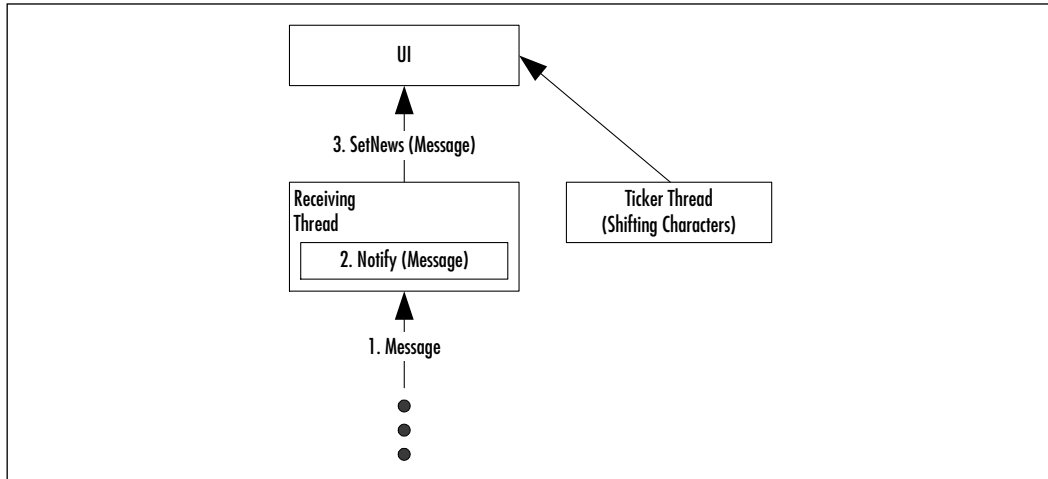 UI
3. SetNews (Message)
Receiving
Thread
2. Notify (Message)
Ticker Thread
(Shifting Characters)
1. Message